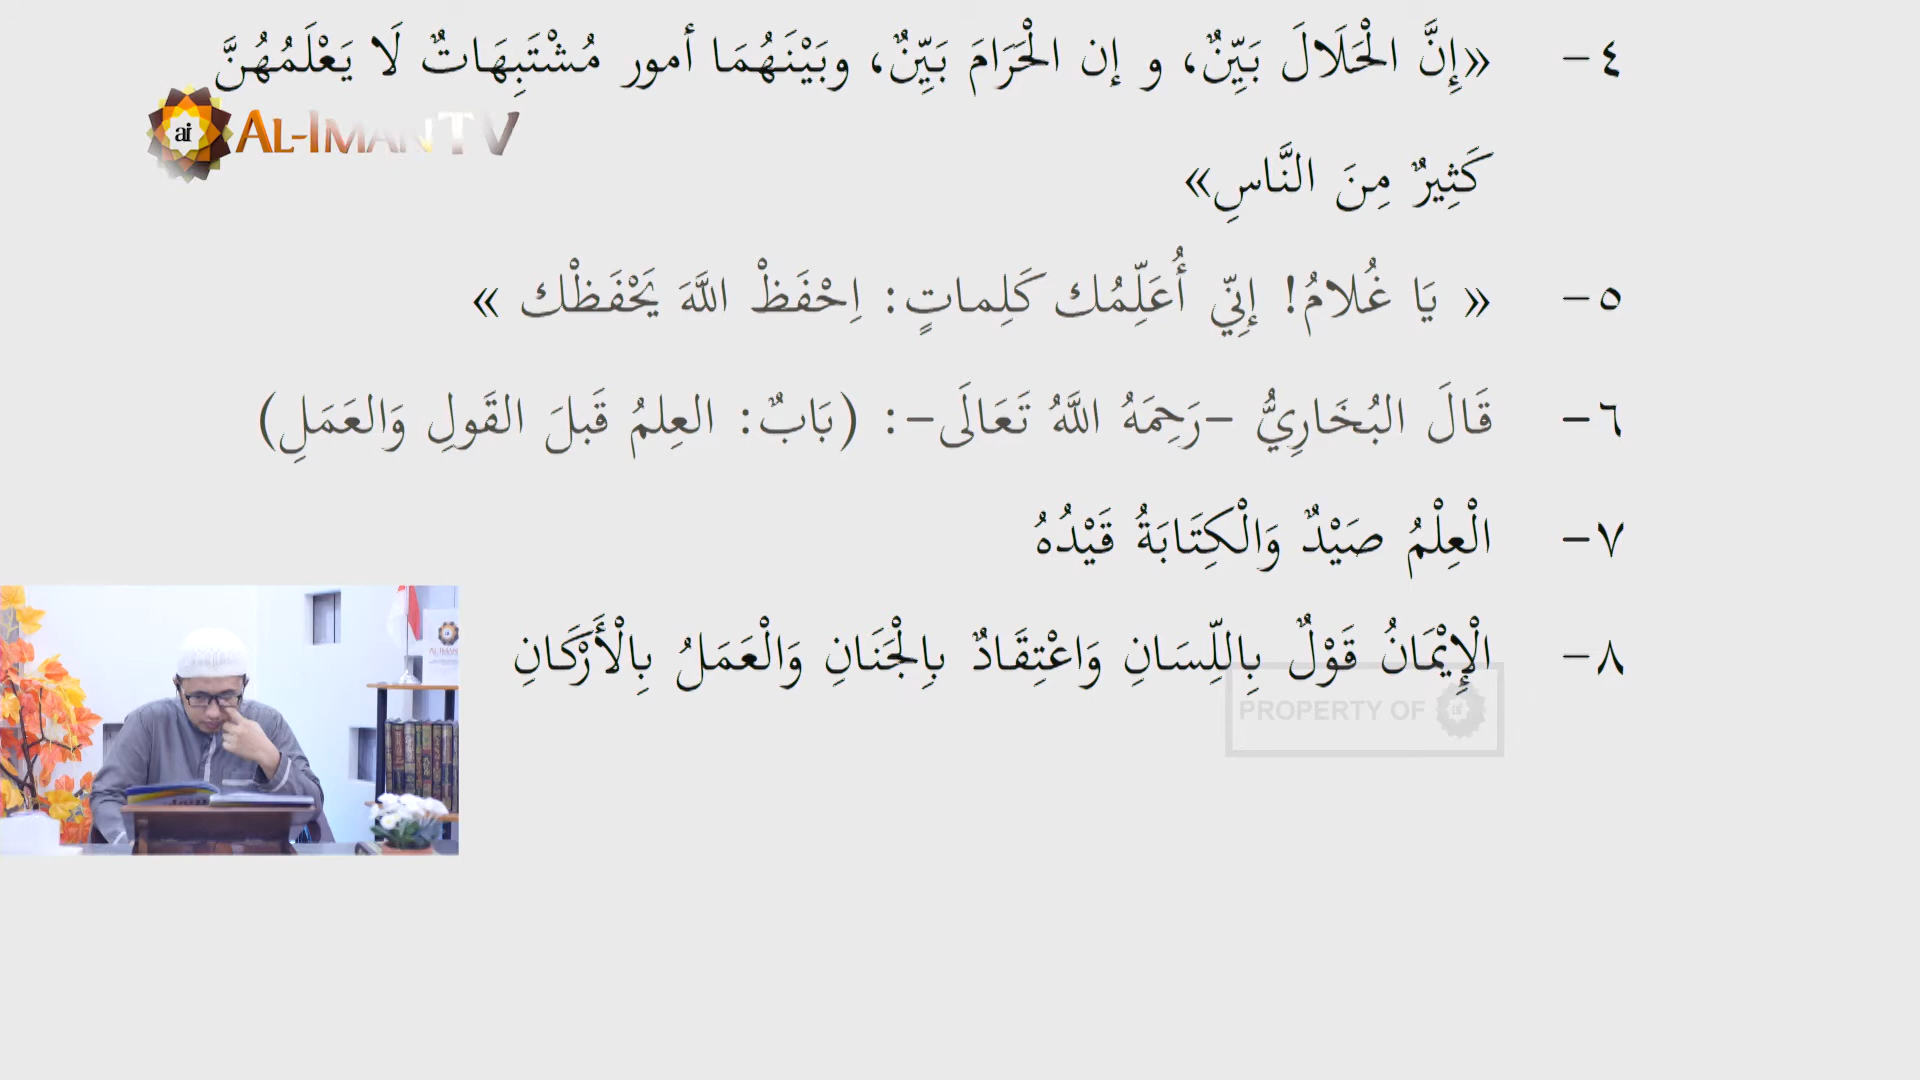 ٤- «إِنَّ الْحَلَالَ بَيِّنٌ، و إن الْحَرَامَ بَيِّنٌ، وبَيْنَهُمَا أمور مُشْتَبِهَاتٌ لَا يَعْلَمُهُنَّ
كَثِيرٌ مِنَ النَّاسِ»
AL-IMAN TV
٥- « يَا غُلامُ! إِنِّي أُعَلِّمُك كَلِماتٍ: اِحْفَظْ اللَّهَ يَحْفَظْك »
٦- قَالَ البُخَارِيُّ -رَحِمَهُ اللَّهُ تَعَالَى-: (بَابٌ: العِلمُ قَبلَ القَولِ وَالعَمَلِ)
٧- الْعِلْمُ صَيْدٌ وَالْكِتَابَةُ قَيْدُهُ
٨- الْإِيْمَانُ قَوْلٌ بِاللِّسَانِ وَاعْتِقَادٌ بِالْجَنَانِ وَالْعَمَلُ بِالْأَرْكَانِ
PROPERTY OF